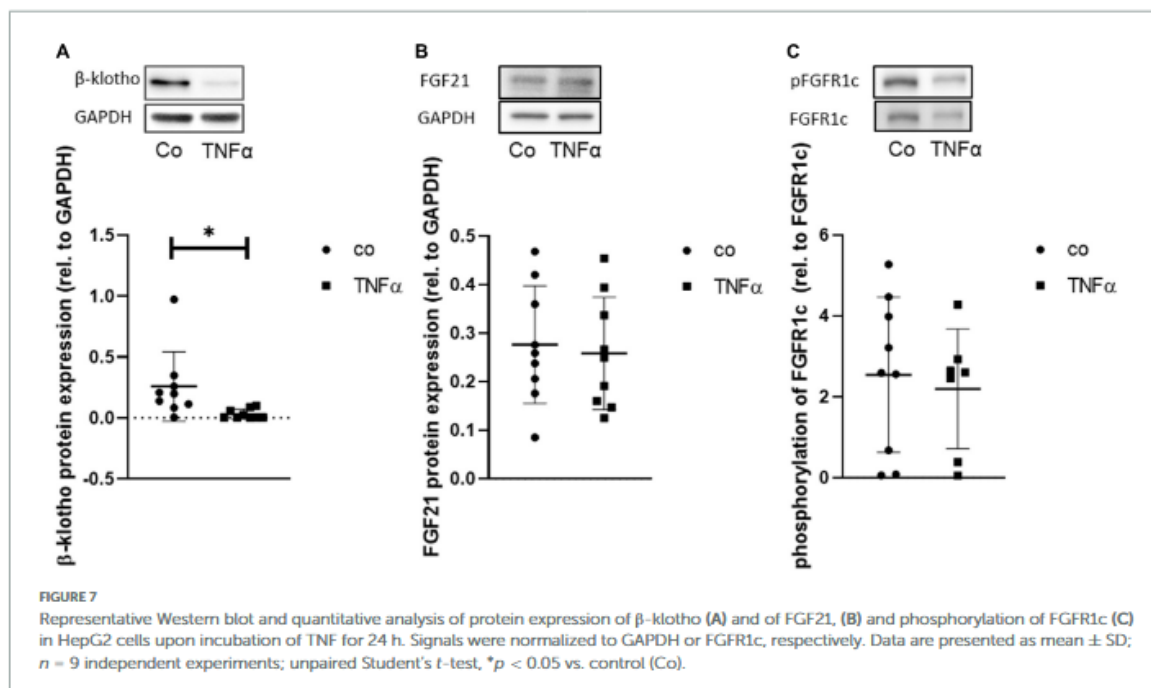 A
β-klotho
GAPDH
Co TNFα
β-klotho protein expression (rel. to GAPDH)
1.5
1.0
0.5
0.0
-0.5
*
co
TNFα
B
FGF21
GAPDH
Co TNFα
FGF21 protein expression (rel. to GAPDH)
0.5
0.4
0.3
0.2
0.1
0.0
co
TNFα
C
pFGFR1c
FGFR1c
Co TNFα
phosphorylation of FGFR1c (rel. to FGFR1c)
6
4
2
0
co
TNFα
FIGURE 7
Representative Western blot and quantitative analysis of protein expression of β-klotho (A) and of FGF21, (B) and phosphorylation of FGFR1c (C)
in HepG2 cells upon incubation of TNF for 24 h. Signals were normalized to GAPDH or FGFR1c, respectively. Data are presented as mean ± SD;
n = 9 independent experiments; unpaired Student's t-test, *p < 0.05 vs. control (Co).